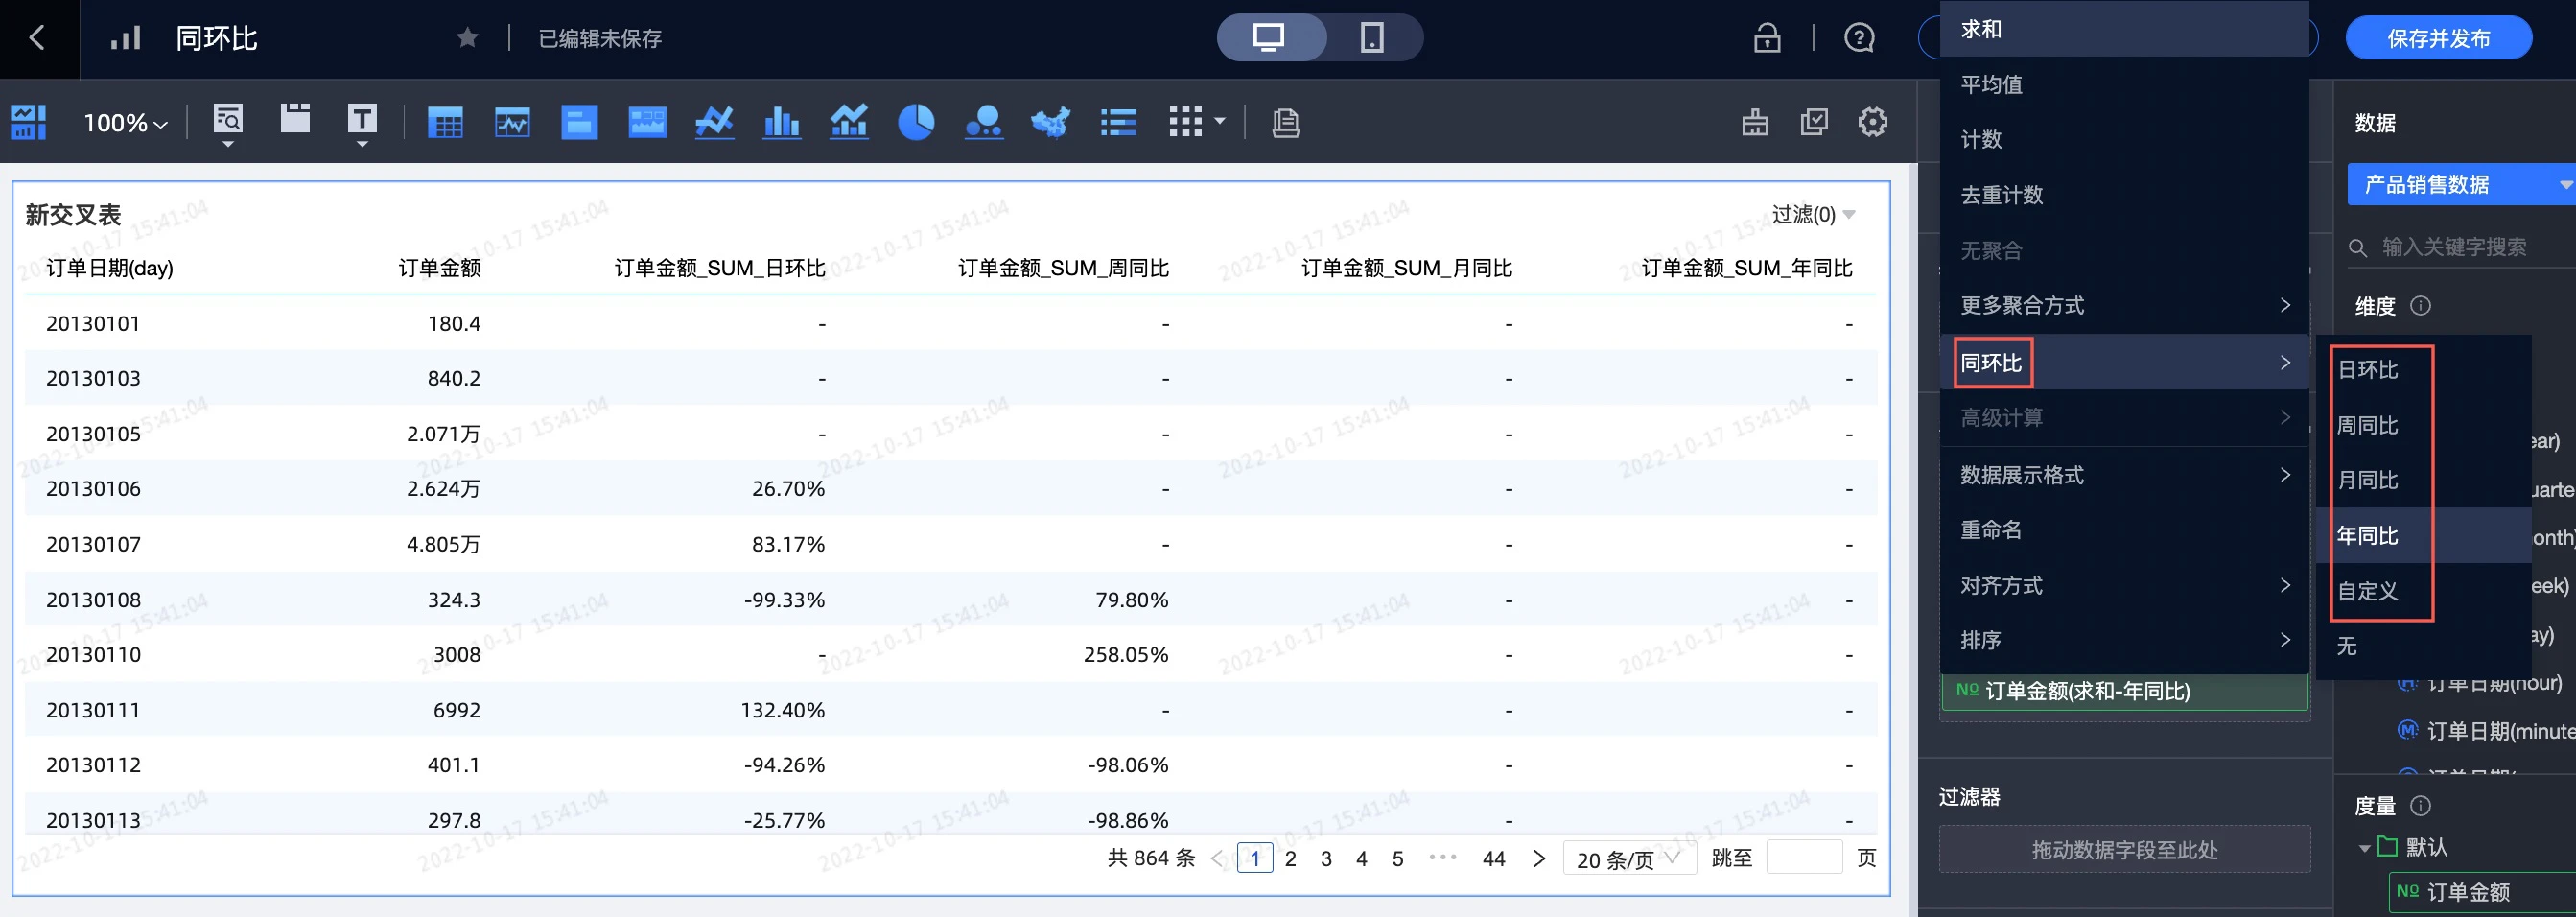 同环比
已编辑未保存
保存并发布
100%
新交叉表
过滤(0)
订单日期(day) 订单金额 订单金额_SUM_日环比 订单金额_SUM_周同比 订单金额_SUM_月同比 订单金额_SUM_年同比
20130101 180.4 - - - -
20130103 840.2 - - - -
20130105 2.071万 - - - -
20130106 2.624万 26.70% - - -
20130107 4.805万 83.17% - - -
20130108 324.3 -99.33% 79.80% - -
20130110 3008 - 258.05% - -
20130111 6992 132.40% - - -
20130112 401.1 -94.26% -98.06% - -
20130113 297.8 -25.77% -98.86% - -
共 864 条 < 1 2 3 4 5 ··· 44 > 20 条/页 跳至 页
2022-10-17 15:41:04
求和
平均值
计数
去重计数
无聚合
更多聚合方式
同环比
高级计算
数据展示格式
重命名
对齐方式
排序
日环比
周同比
月同比
年同比
自定义
无
№ 订单金额(求和-年同比)
过滤器
拖动数据字段至此处
数据
产品销售数据
输入关键字搜索
维度
ear)
uarte
onth)
eek)
ay)
订单日期(hour)
订单日期(minute
度量
默认
№ 订单金额